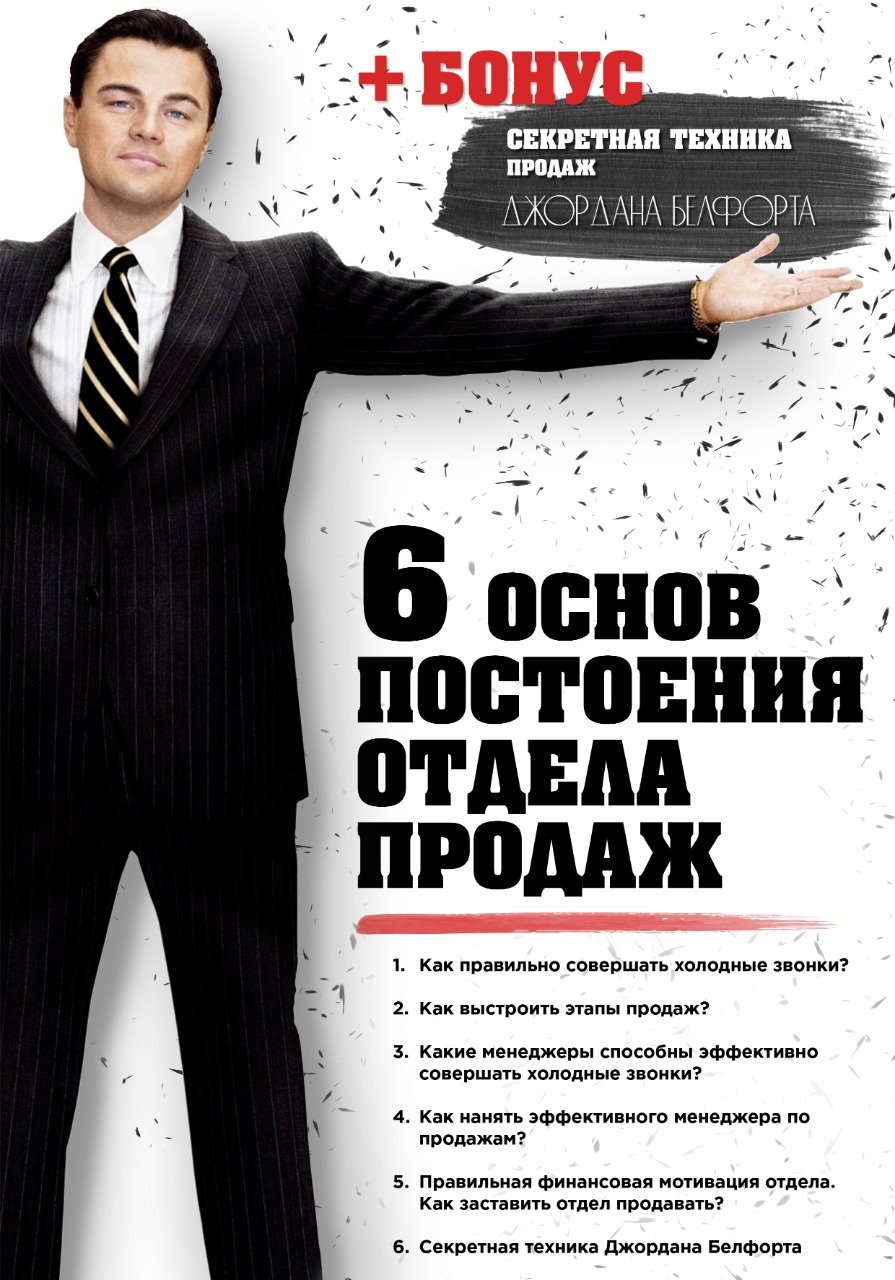 + БОНУС
СЕКРЕТНАЯ ТЕХНИКА
ПРОДАЖ
ДЖОРДАНА БЕЛФОРТА
6 ОСНОВ
ПОСТОЕНИЯ
ОТДЕЛА
ПРОДАЖ
1. Как правильно совершать холодные звонки?
2. Как выстроить этапы продаж?
3. Какие менеджеры способны эффективно
совершать холодные звонки?
4. Как нанять эффективного менеджера по
продажам?
5. Правильная финансовая мотивация отдела.
Как заставить отдел продавать?
6. Секретная техника Джордана Белфорта